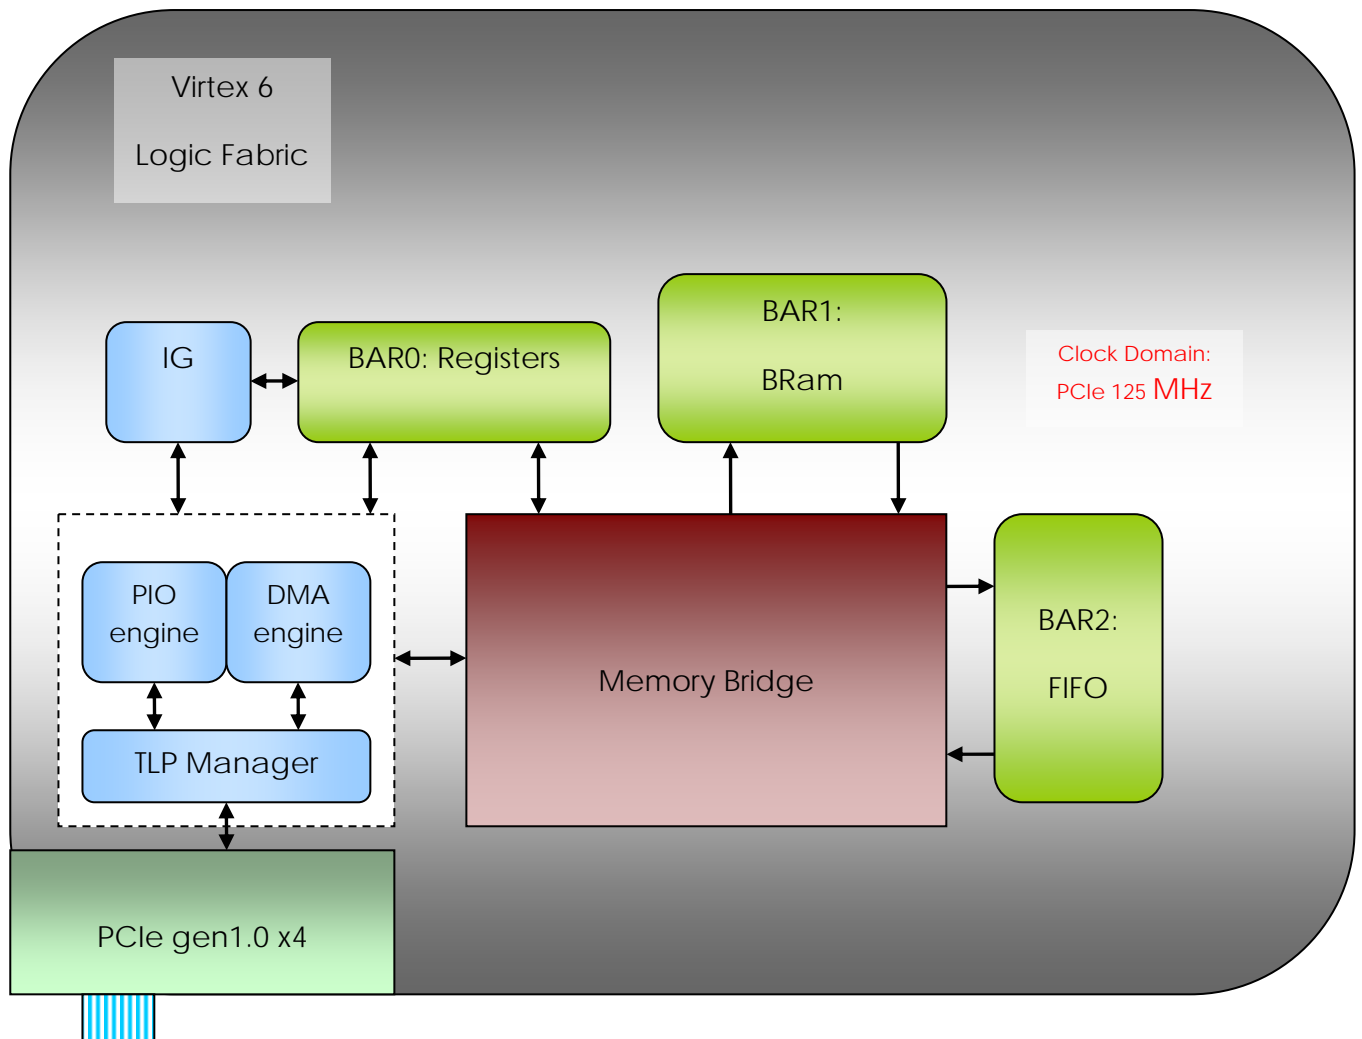 Virtex 6
Logic Fabric
BAR1:
BRam
IG
BAR0: Registers
Clock Domain:
PCIe 125 MHz
PIO
engine
DMA
engine
TLP Manager
Memory Bridge
BAR2:
FIFO
PCIe gen1.0 x4